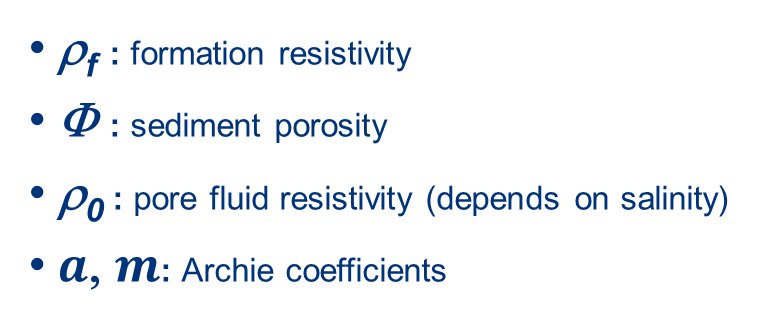 • ρf : formation resistivity
• Φ : sediment porosity
• ρ0 : pore fluid resistivity (depends on salinity)
• a, m: Archie coefficients